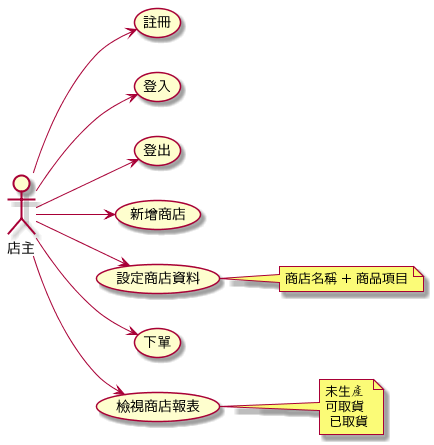 註冊
登入
登出
新增商店
店主
設定商店資料
商店名稱 + 商品項目
下單
檢視商店報表
未生產
可取貨
已取貨